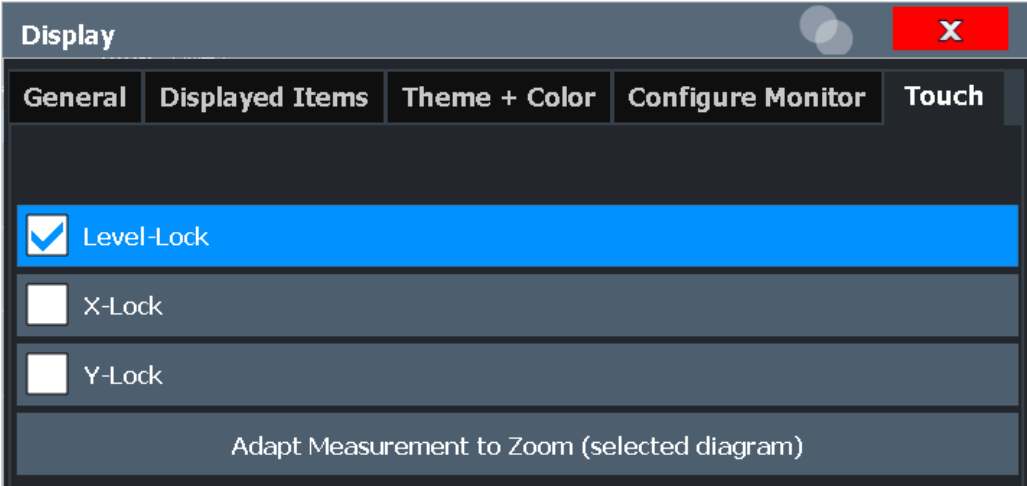 Display
X
General Displayed Items Theme + Color Configure Monitor Touch
Level-Lock
X-Lock
Y-Lock
Adapt Measurement to Zoom (selected diagram)